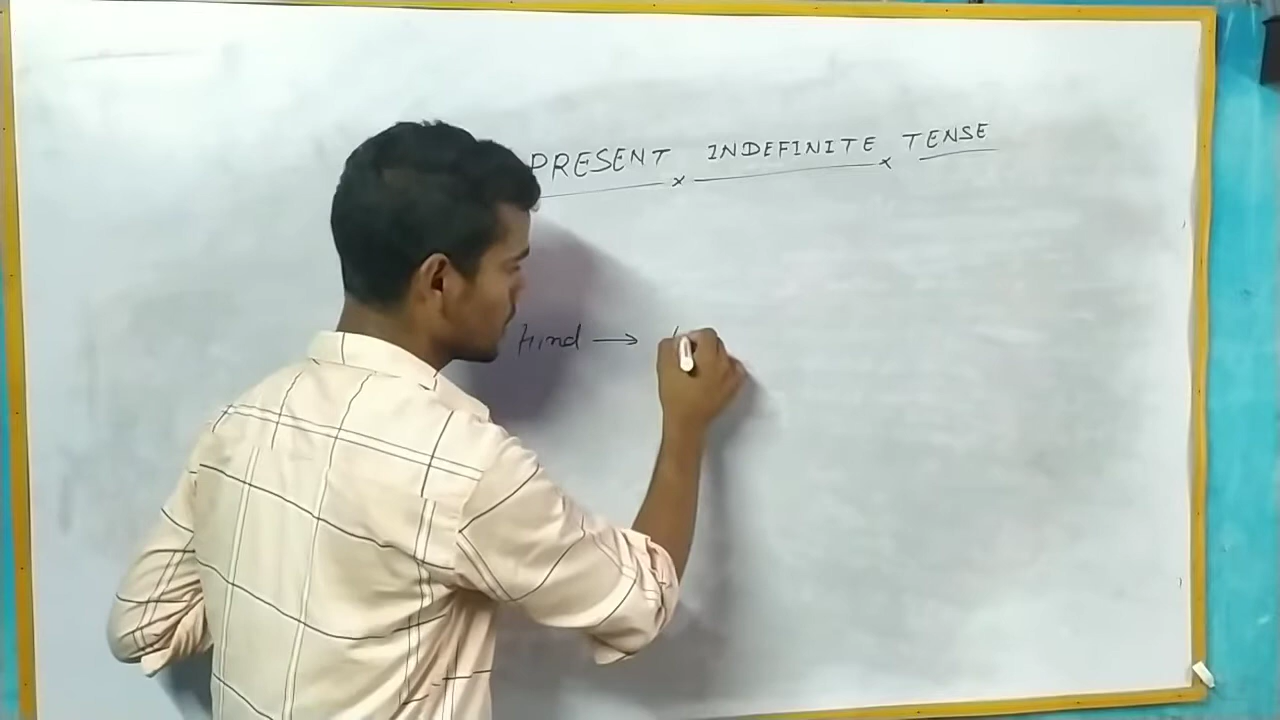 PRESENT INDEFINITE TENSE
Hind →